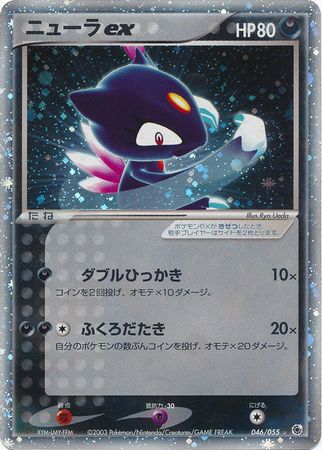 ニューラex HP80
Illus.Ryo Ueda
たね
ポケモンexがきぜつしたとき、
相手プレイヤーはサイドを2枚とります。
ダブルひっかき 10×
コインを2回投げ、オモテ×10ダメージ。
ふくろだたき 20×
自分のポケモンの数ぶんコインを投げ、オモテ×20ダメージ。
弱点 抵抗力 -30 にげる
XYM-LMY-FFM ©2003 Pokémon/Nintendo/Creatures/GAME FREAK 046/055